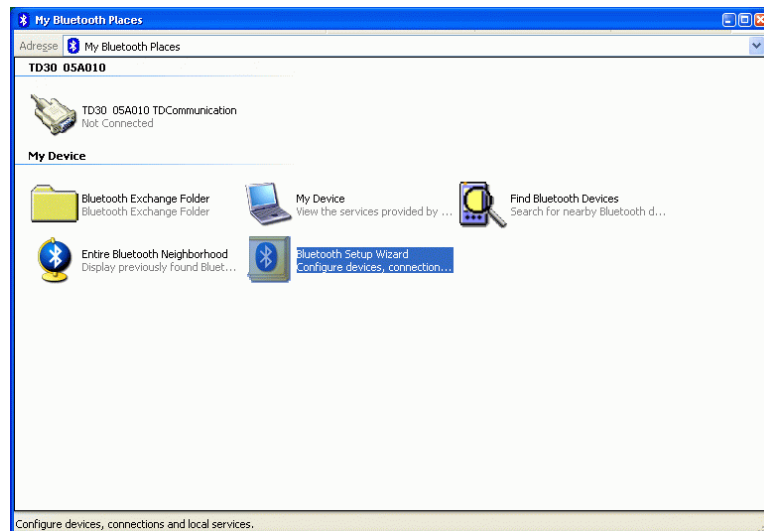 My Bluetooth Places
Adresse My Bluetooth Places
TD30 05A010
TD30 05A010 TDCommunication
Not Connected
My Device
Bluetooth Exchange Folder
Bluetooth Exchange Folder
My Device
View the services provided by ...
Find Bluetooth Devices
Search for nearby Bluetooth d...
Entire Bluetooth Neighborhood
Display previously found Bluet...
Bluetooth Setup Wizard
Configure devices, connection...
Configure devices, connections and local services.